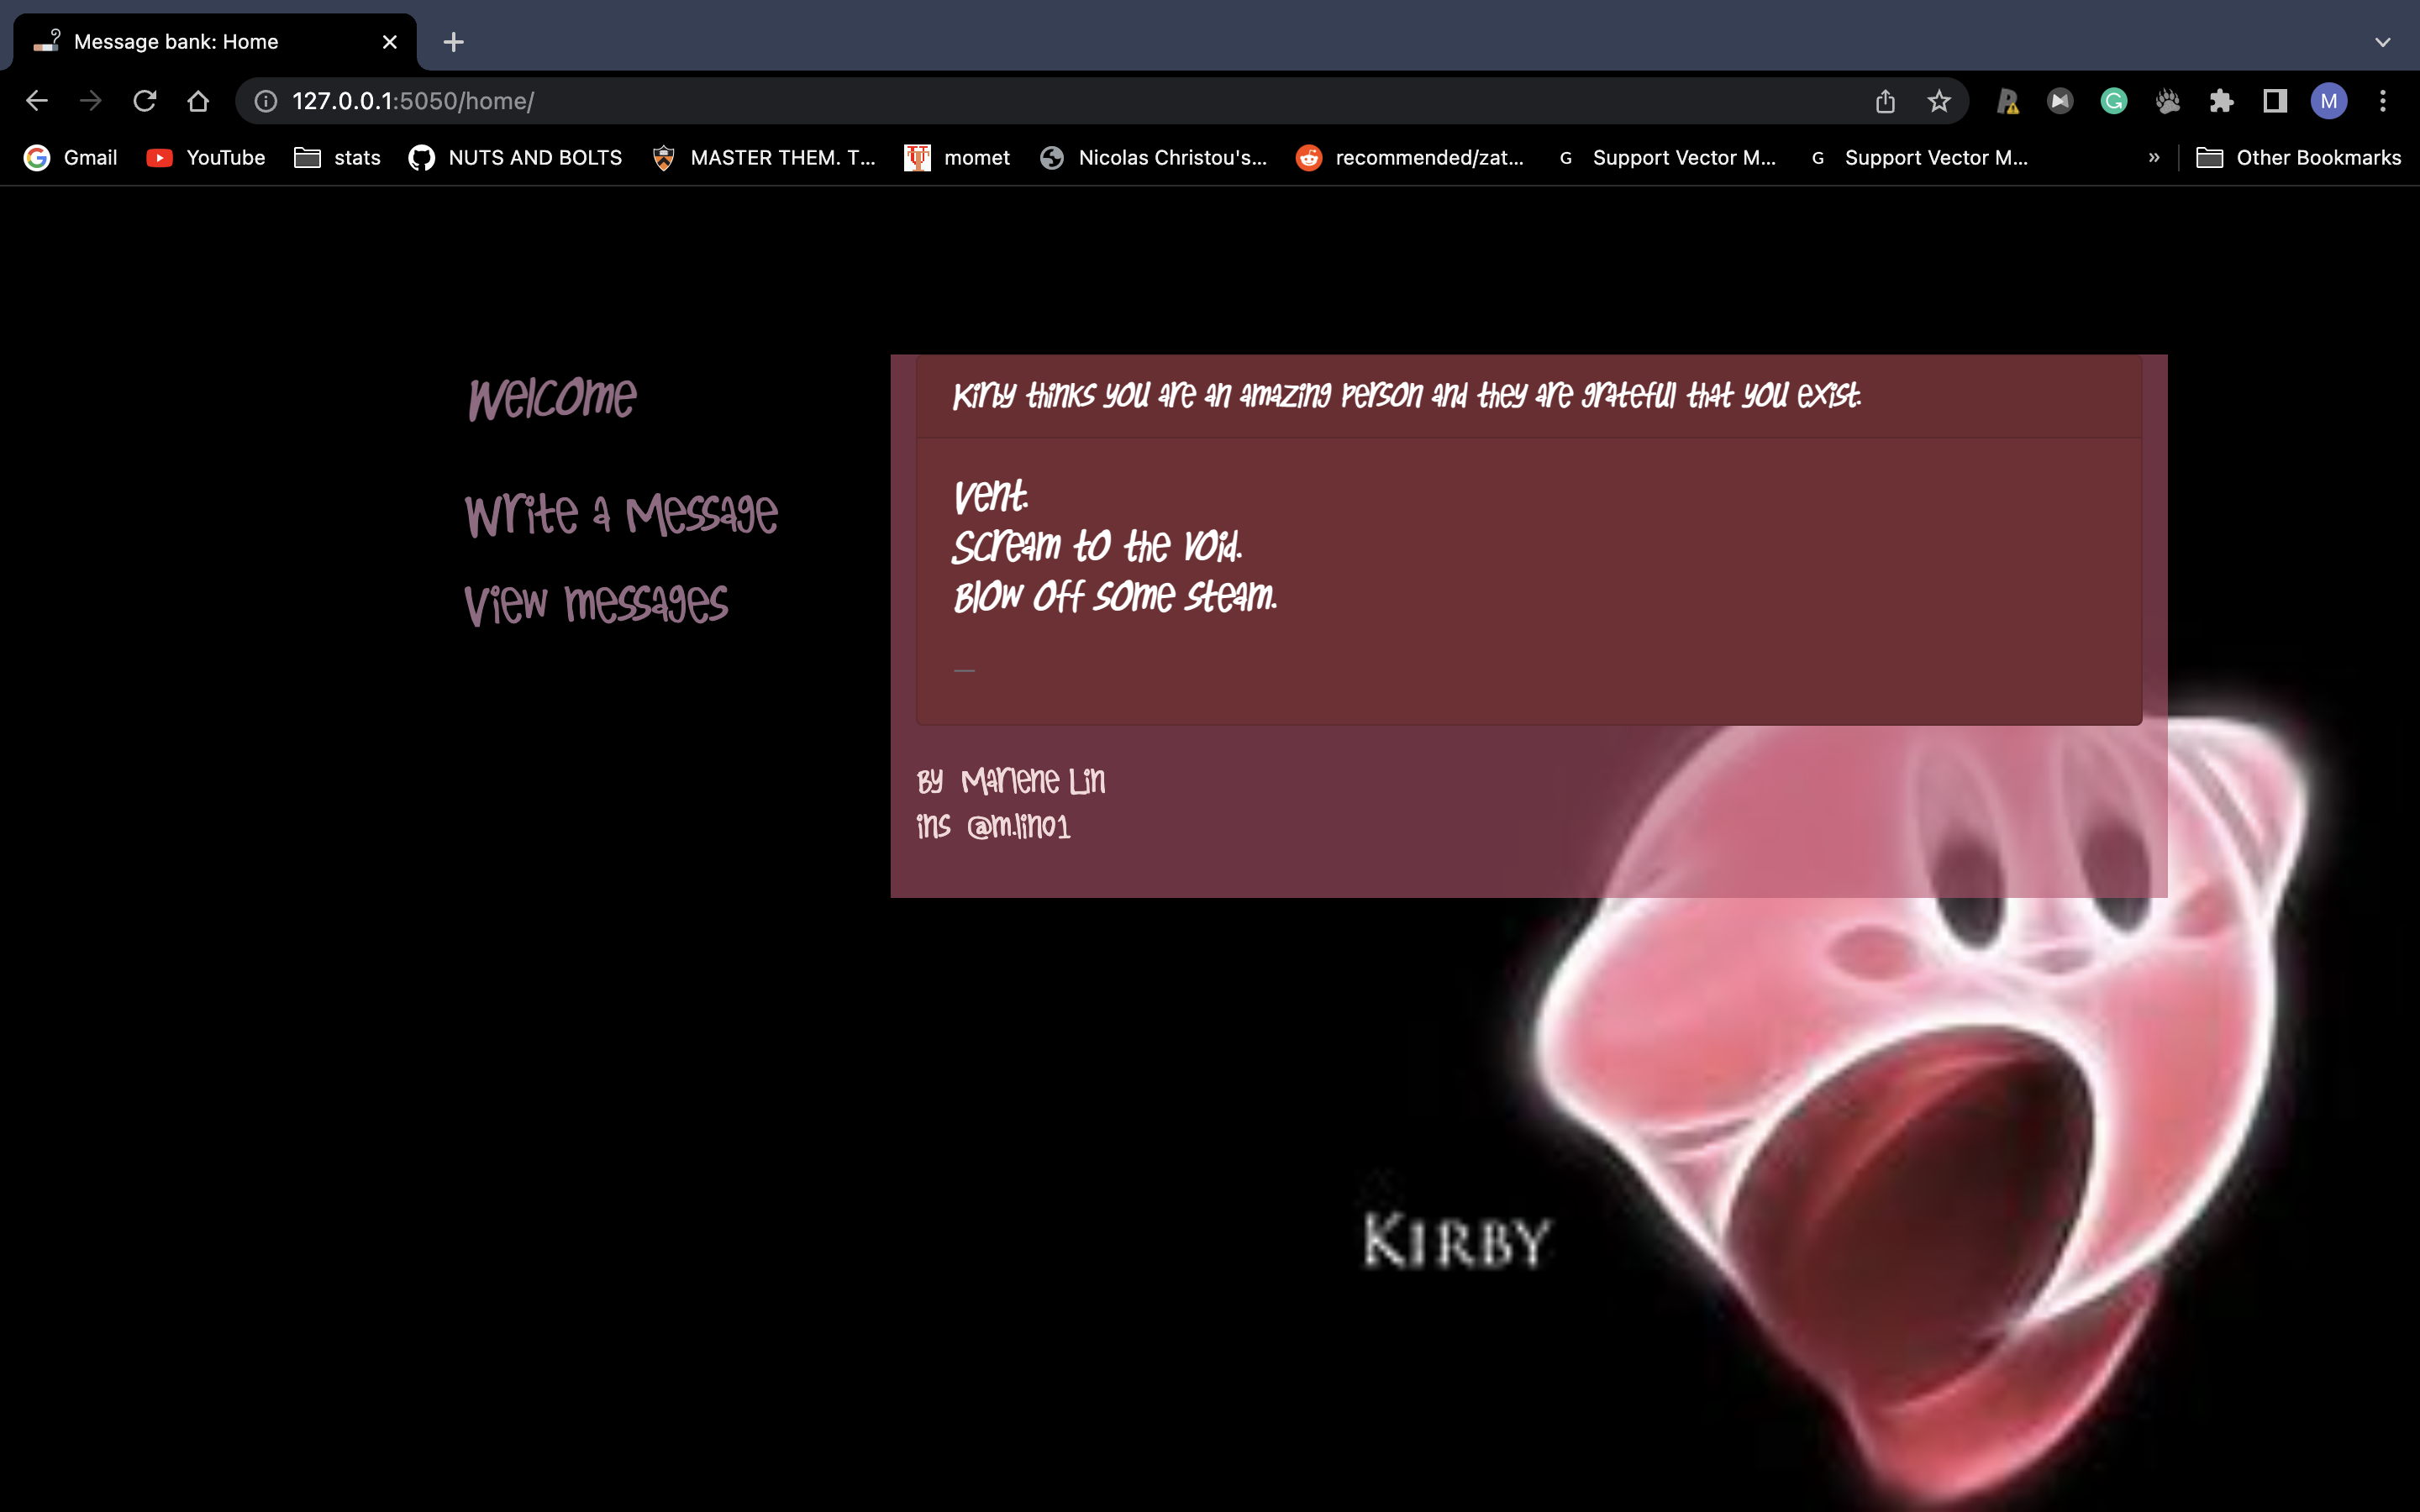 Message bank: Home
127.0.0.1:5050/home/
M
Gmail
YouTube
stats
NUTS AND BOLTS
MASTER THEM. T...
momet
Nicolas Christou's...
recommended/zat...
G Support Vector M...
G Support Vector M...
» Other Bookmarks
Welcome
Write a Message
View messages
Kirby thinks you are an amazing person and they are grateful that you exist.
Vent.
Scream to the void.
Blow off some steam.
—
By Marlene Lin
ins @m.lin01
KIRBY